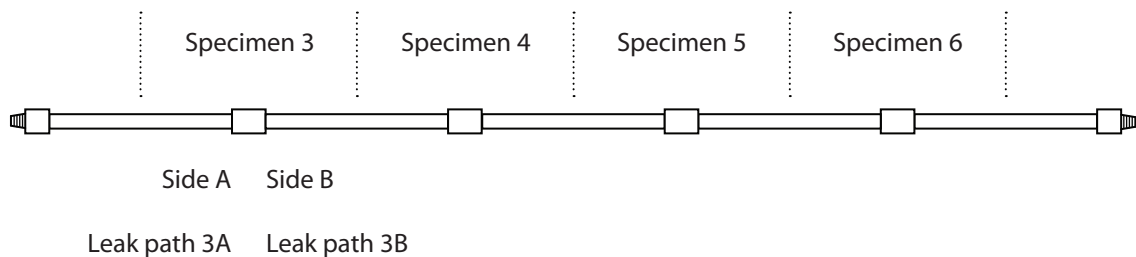 Specimen 3 Specimen 4 Specimen 5 Specimen 6
Side A Side B
Leak path 3A Leak path 3B